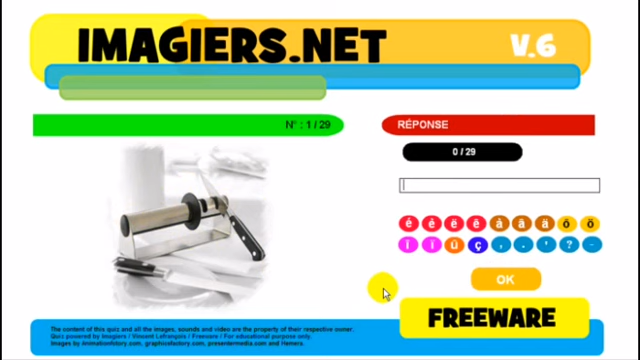 IMAGIERS.NET
V.6
N° : 1 / 29
RÉPONSE
0 / 29
é è ë ê à â ä ô ö
î ï ü ç , . ' ? -
OK
FREEWARE
The content of this quiz and all the images, sounds and video are the property of their respective owner.
Quiz powered by Imagiers / Vincent Lefrançois / Freeware / For educational purpose only.
Images by Animationfatory.com, graphicsfactory.com, presentermedia.com and Hemera.